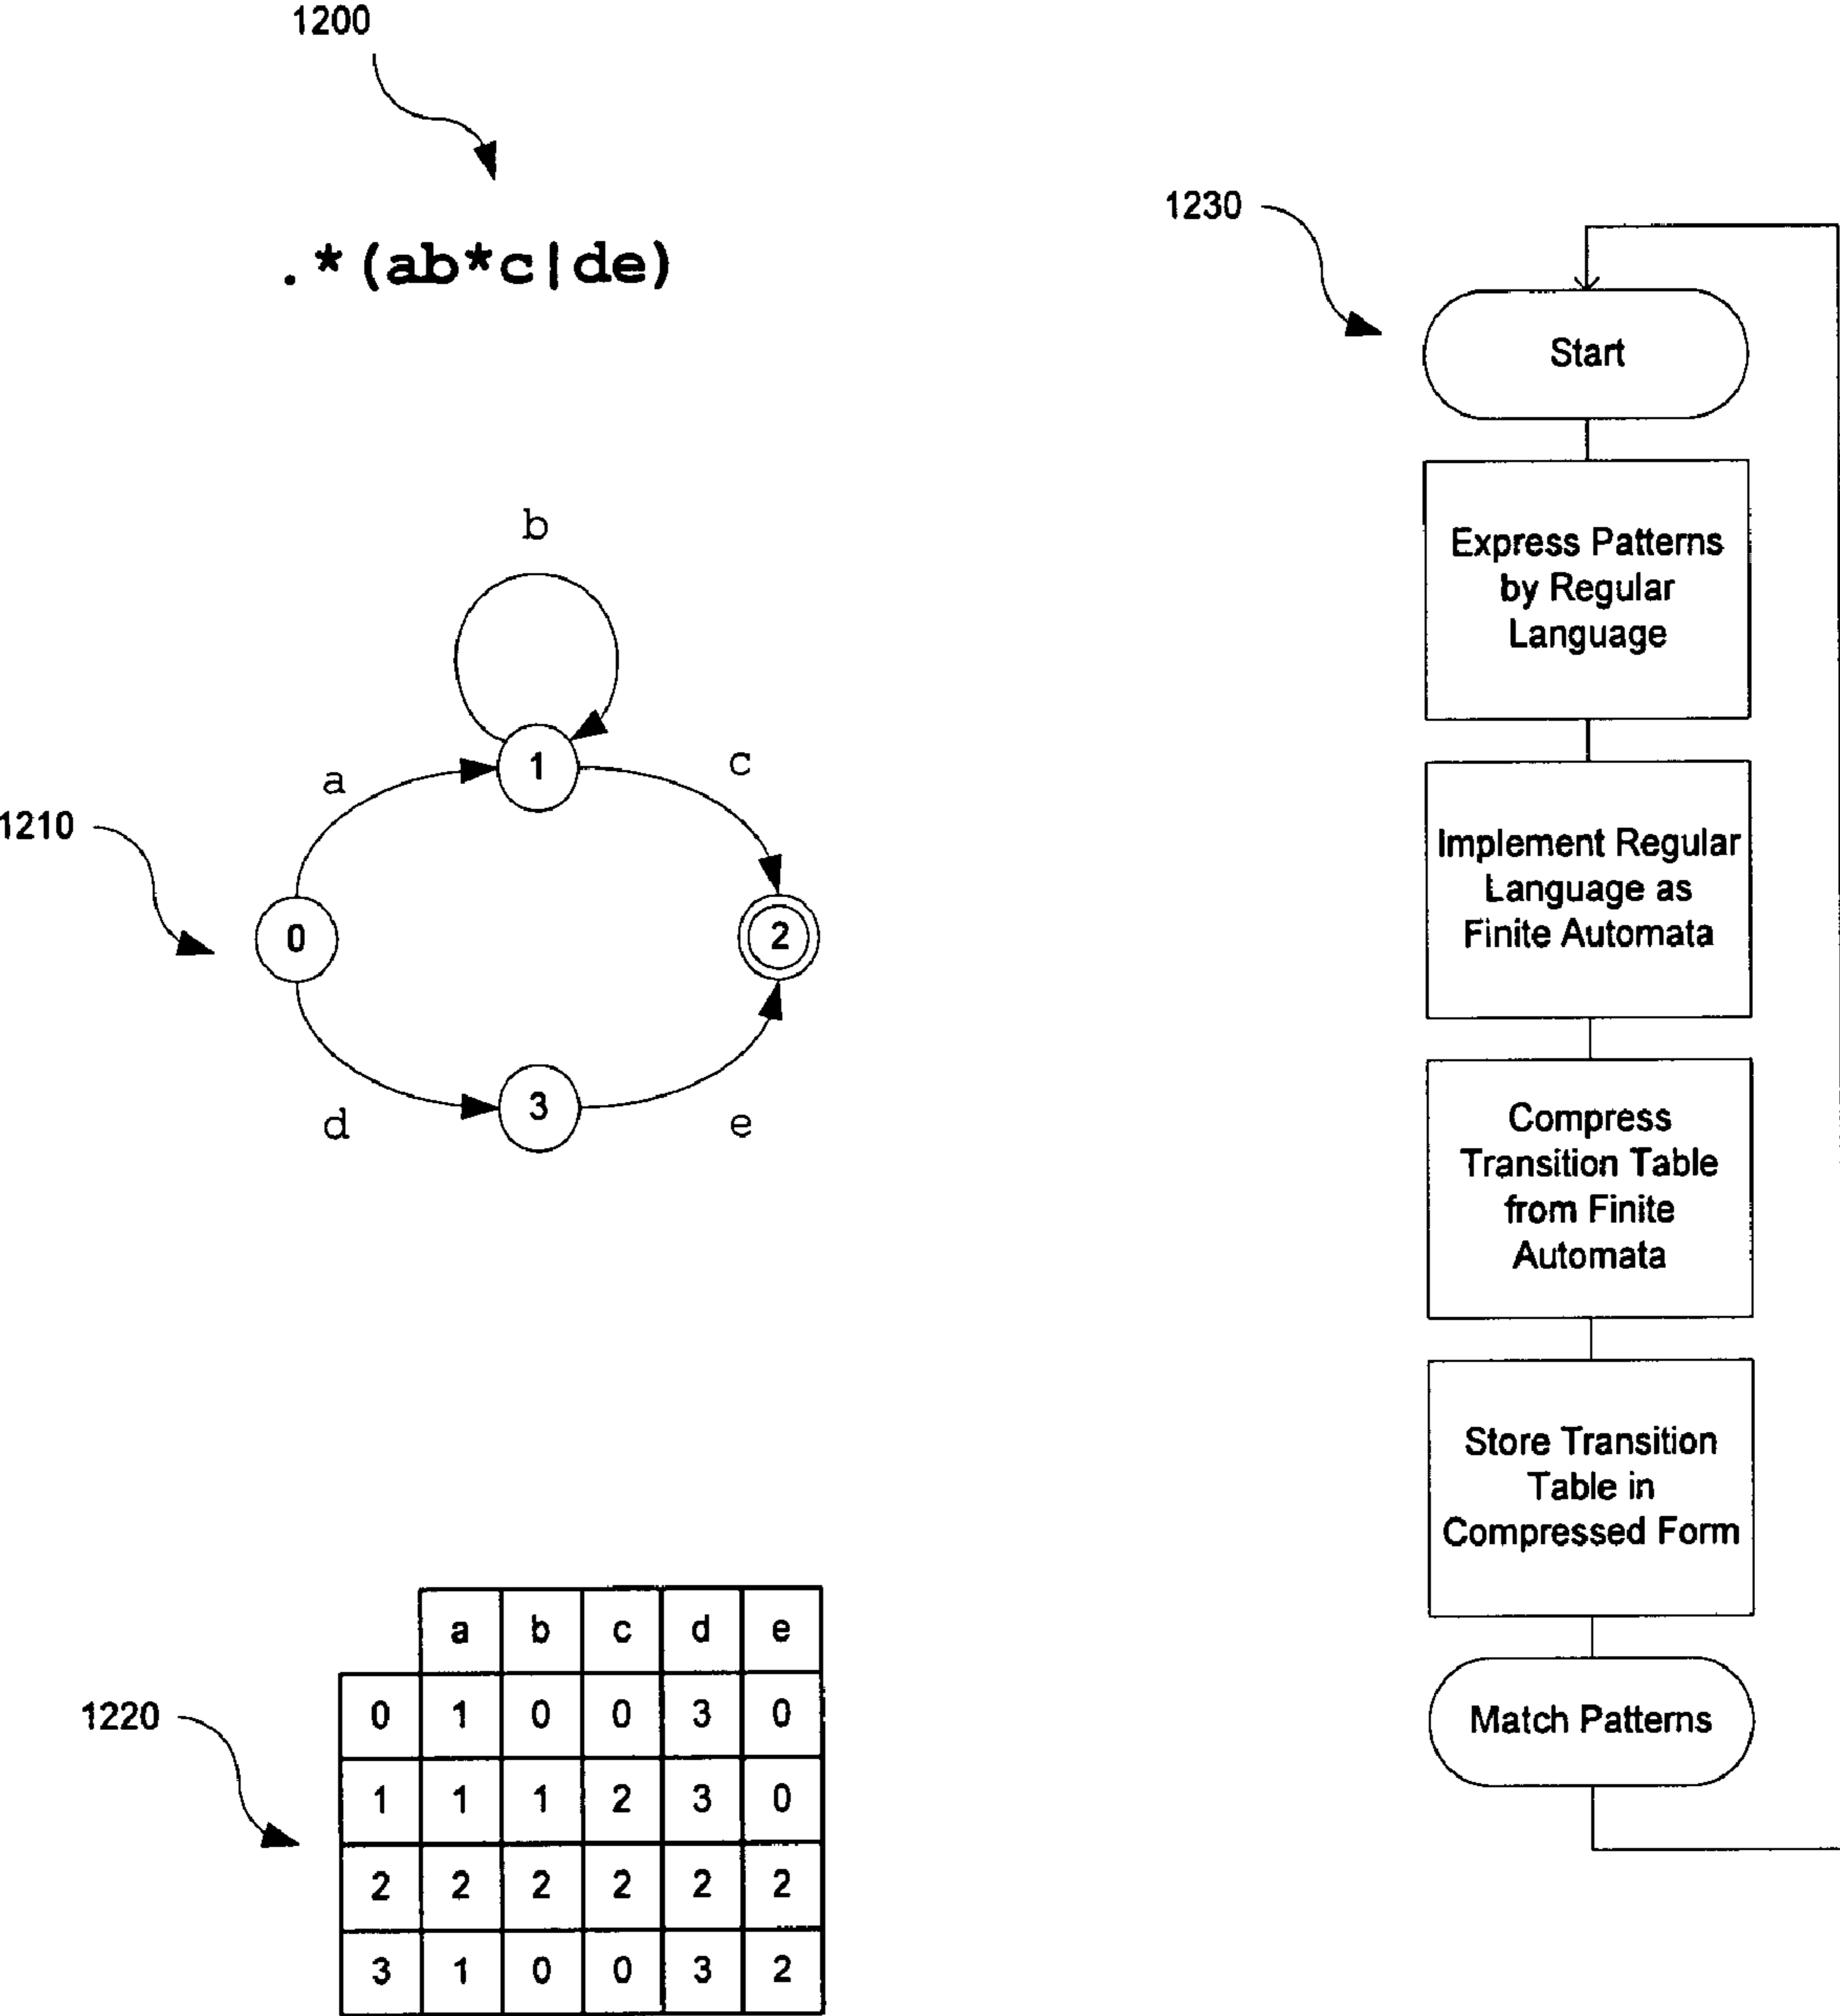 1200
.*(ab*c|de)
b
a
c
1
1210
0
2
3
d
e
a b c d e
1220
0 1 0 0 3 0
1 1 1 2 3 0
2 2 2 2 2 2
3 1 0 0 3 2
1230
Start
Express Patterns
by Regular
Language
Implement Regular
Language as
Finite Automata
Compress
Transition Table
from Finite
Automata
Store Transition
Table in
Compressed Form
Match Patterns